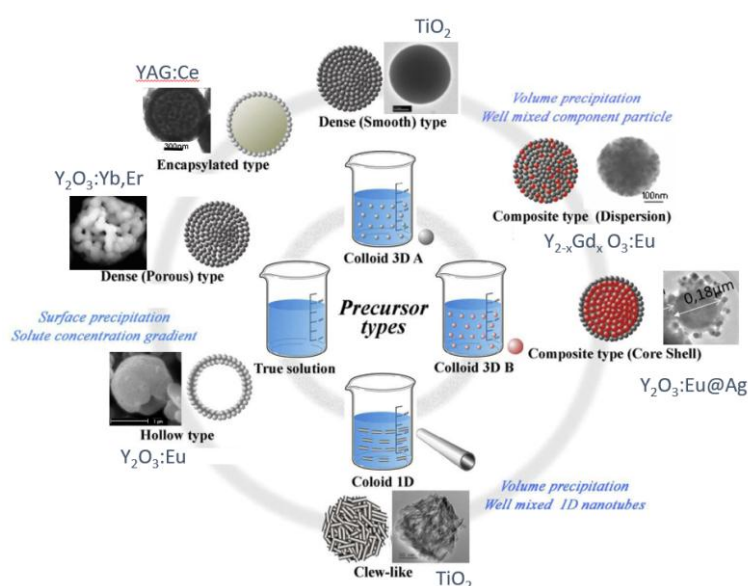 TiO2
Dense (Smooth) type
YAG:Ce
300nm
Encapsylated type
Volume precipitation
Well mixed component particle
100nm
Composite type (Dispersion)
Y2-xGdx O3:Eu
Y2O3:Yb,Er
Dense (Porous) type
Colloid 3D A
Precursor
types
Surface precipitation
Solute concentration gradient
True solution
Colloid 3D B
0,18μm
Composite type (Core Shell)
Y2O3:Eu@Ag
Hollow type
Y2O3:Eu
Coloid 1D
Volume precipitation
Well mixed 1D nanotubes
Clew-like
TiO2